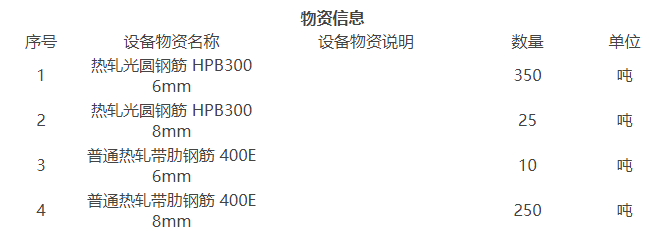 物资信息
序号 设备物资名称 设备物资说明 数量 单位
1 热轧光圆钢筋 HPB300 6mm 350 吨
2 热轧光圆钢筋 HPB300 8mm 25 吨
3 普通热轧带肋钢筋 400E 6mm 10 吨
4 普通热轧带肋钢筋 400E 8mm 250 吨